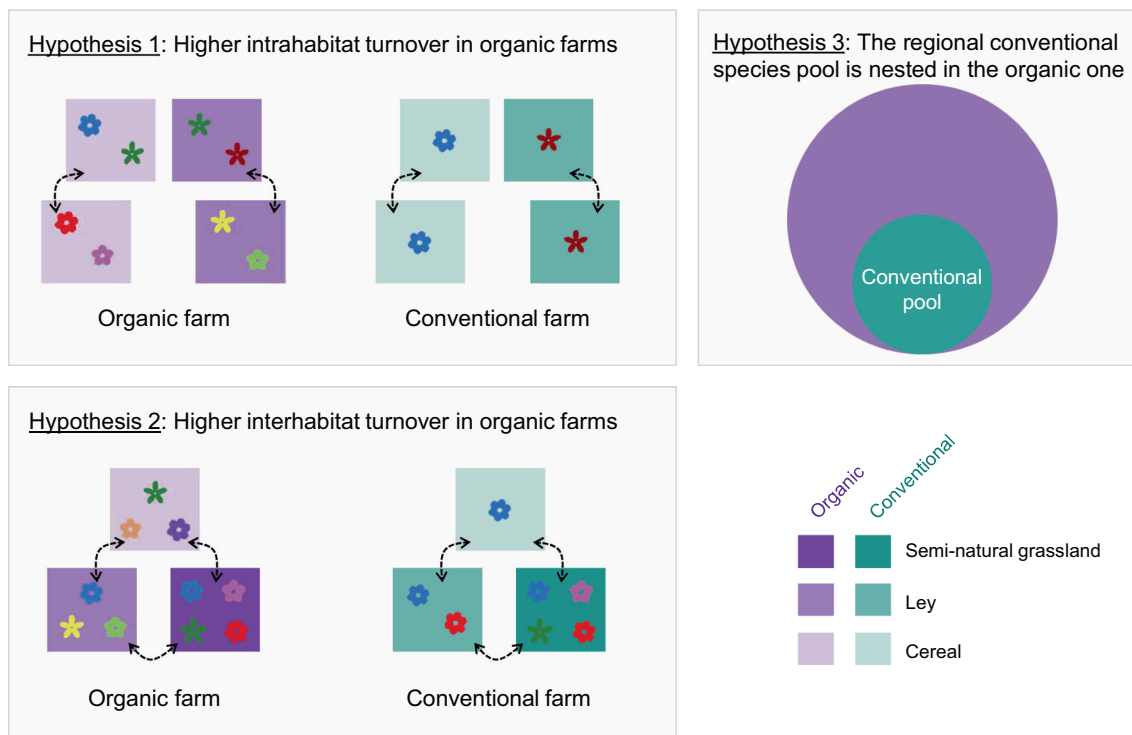 Hypothesis 1: Higher intrahabitat turnover in organic farms
Organic farm
Conventional farm
Hypothesis 3: The regional conventional
species pool is nested in the organic one
Conventional
pool
Hypothesis 2: Higher interhabitat turnover in organic farms
Organic farm
Conventional farm
Organic
Conventional
Semi-natural grassland
Ley
Cereal